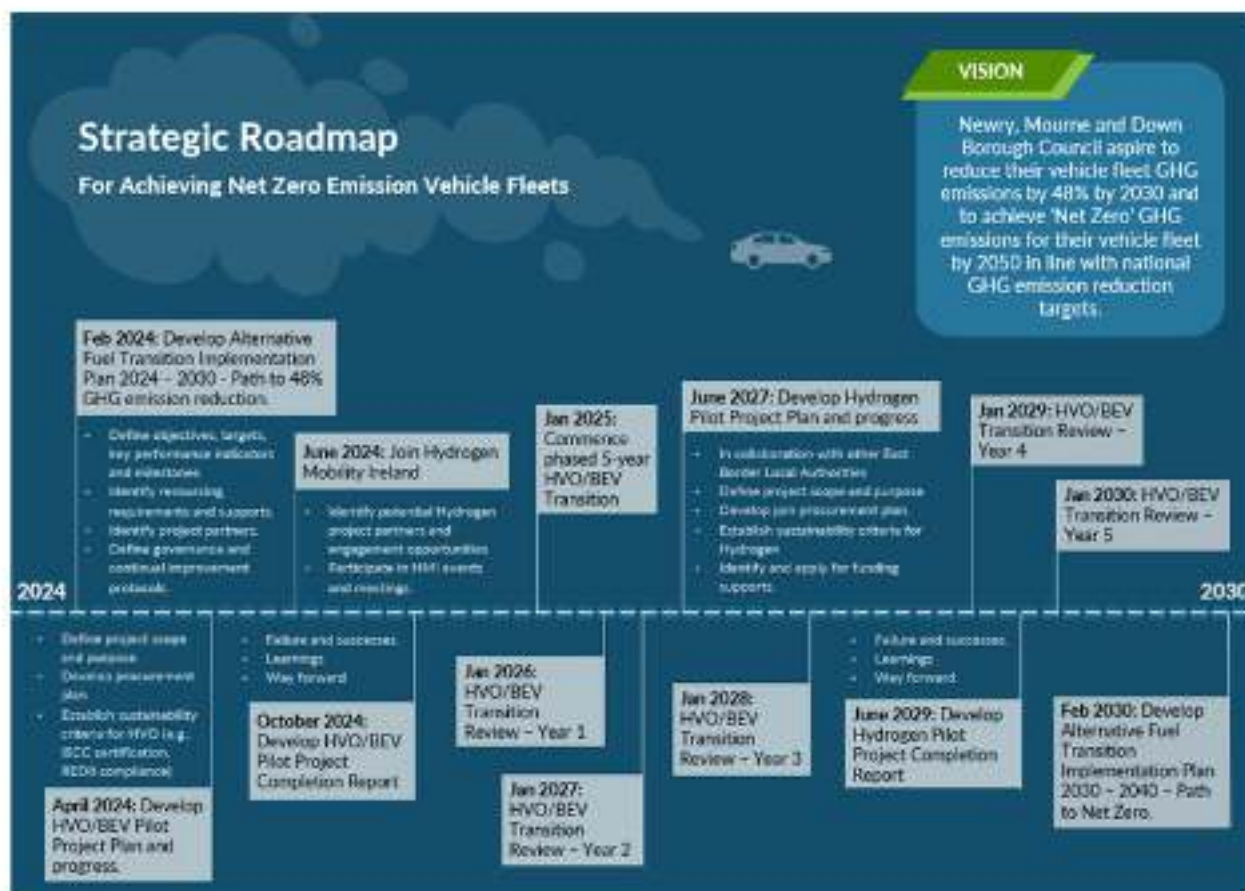 Strategic Roadmap
For Achieving Net Zero Emission Vehicle Fleets
VISION
Newry, Mourne and Down
Borough Council aspire to
reduce their vehicle fleet GHG
emissions by 48% by 2030 and
to achieve 'Net Zero' GHG
emissions for their vehicle fleet
by 2050 in line with national
GHG emission reduction
targets.
Feb 2024: Develop Alternative
Fuel Transition Implementation
Plan 2024 – 2030 - Path to 48%
GHG emission reduction.
- Define objectives, targets,
key performance indicators
and milestones
- Identify resourcing
requirements and supports
- Identify project partners.
- Define governance and
continual improvement
protocols.
June 2024: Join Hydrogen
Mobility Ireland
- Identify potential Hydrogen
project partners and
engagement opportunities
- Participate in HMI events
and meetings.
Jan 2025:
Commence
phased 5-year
HVO/BEV
Transition
June 2027: Develop Hydrogen
Pilot Project Plan and progress
- In collaboration with other East
Border Local Authorities
- Define project scope and purpose
- Develop join procurement plan
- Establish sustainability criteria for
Hydrogen
- Identify and apply for funding
supports.
Jan 2029: HVO/BEV
Transition Review –
Year 4
Jan 2030: HVO/BEV
Transition Review –
Year 5
2024
2030
- Define project scope
and purpose
- Develop procurement
plan
- Establish sustainability
criteria for HVO (e.g.
ISCC certification,
REDII compliance)
April 2024: Develop
HVO/BEV Pilot
Project Plan and
progress.
- Failure and successes
- Learnings
- Way forward
October 2024:
Develop HVO/BEV
Pilot Project
Completion Report
Jan 2026:
HVO/BEV
Transition
Review – Year 1
Jan 2027:
HVO/BEV
Transition
Review – Year 2
Jan 2028:
HVO/BEV
Transition
Review – Year 3
- Failure and successes.
- Learnings
- Way forward
June 2029: Develop
Hydrogen Pilot
Project Completion
Report
Feb 2030: Develop
Alternative Fuel
Transition
Implementation Plan
2030 – 2040 – Path
to Net Zero.